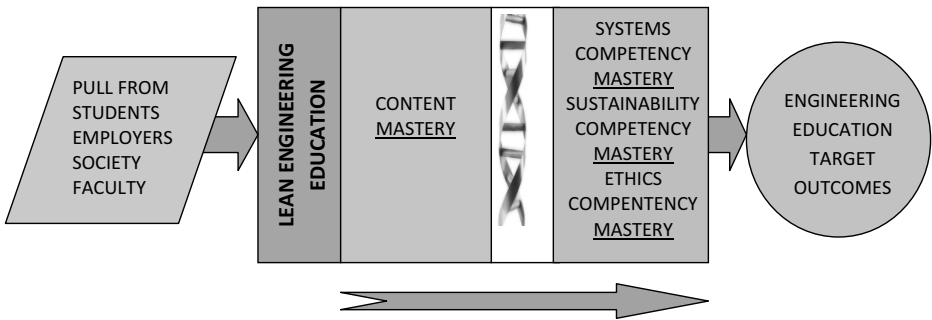 PULL FROM
STUDENTS
EMPLOYERS
SOCIETY
FACULTY
LEAN ENGINEERING
EDUCATION
CONTENT
MASTERY
SYSTEMS
COMPETENCY
MASTERY
SUSTAINABILITY
COMPETENCY
MASTERY
ETHICS
COMPENTENCY
MASTERY
ENGINEERING
EDUCATION
TARGET
OUTCOMES